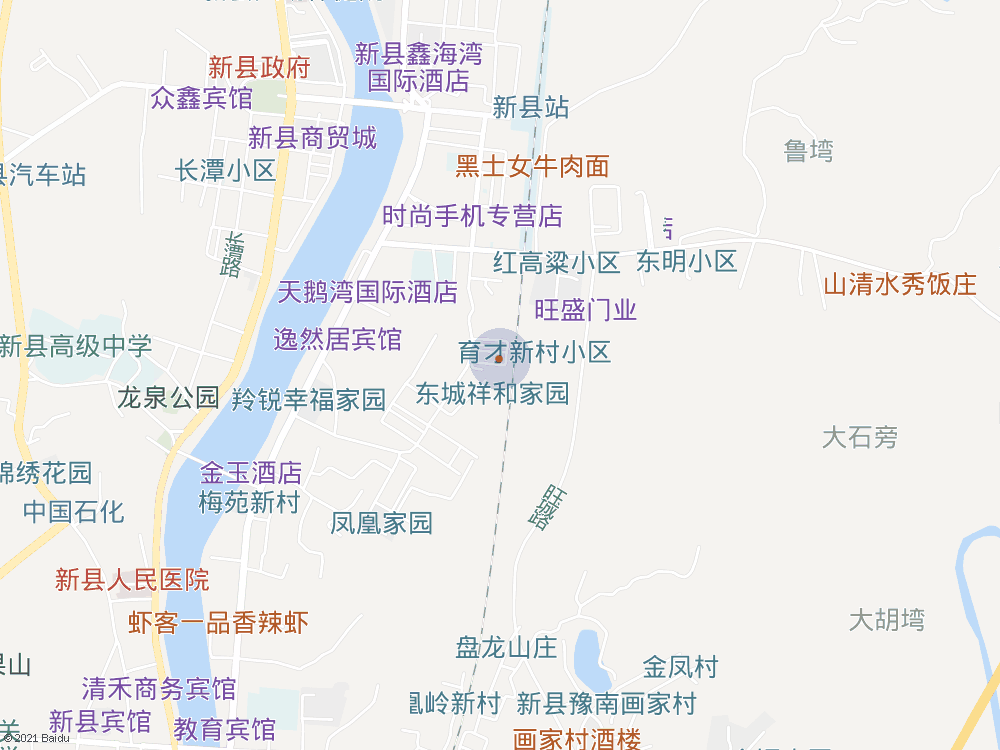 新县鑫海湾
国际酒店
新县政府
众鑫宾馆
新县站
新县商贸城
黑士女牛肉面
鲁塆
长潭小区
县汽车站
时尚手机专营店
长潭路
红高粱小区
东明小区
山清水秀饭庄
天鹅湾国际酒店
旺盛门业
逸然居宾馆
新县高级中学
育才新村小区
东城祥和家园
龙泉公园
羚锐幸福家园
大石旁
金玉酒店
锦绣花园
梅苑新村
中国石化
凤凰家园
新县人民医院
虾客一品香辣虾
大胡塆
盘龙山庄
金凤村
清禾商务宾馆
凰岭新村
新县豫南画家村
新县宾馆
教育宾馆
画家村酒楼
© 2021 Baidu